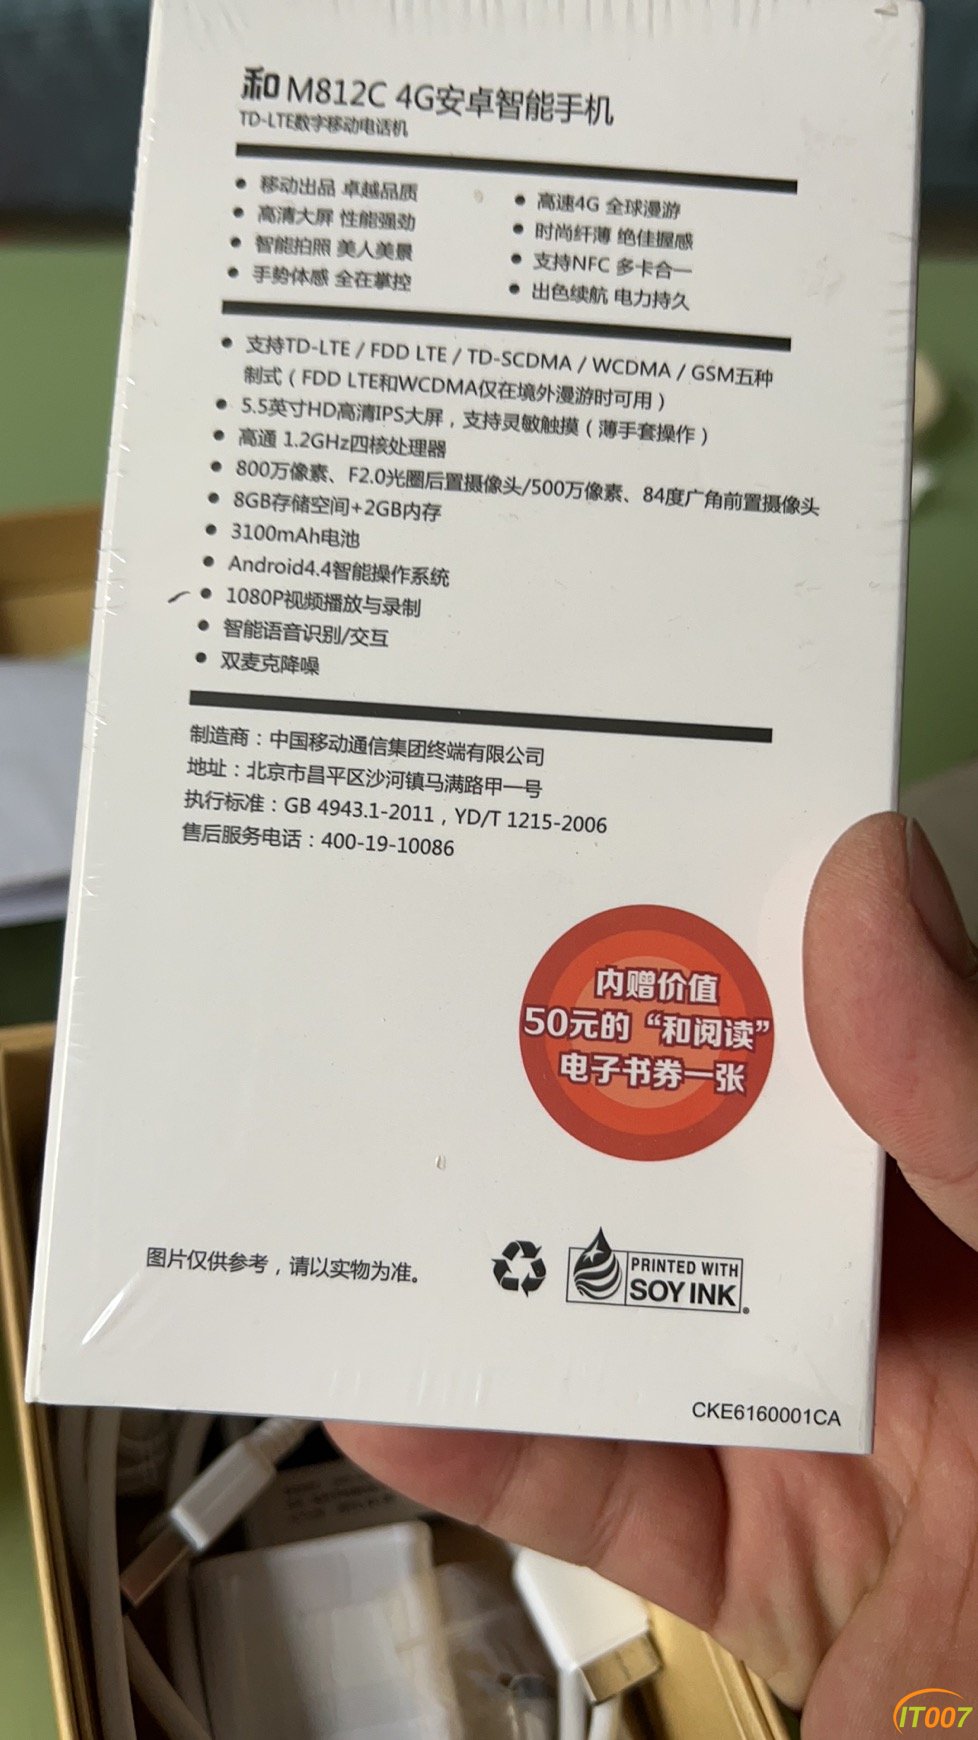 和 M812C 4G安卓智能手机
TD-LTE数字移动电话机
● 移动出品 卓越品质
● 高清大屏 性能强劲
● 智能拍照 美人美景
● 手势体感 全在掌控
● 高速4G 全球漫游
● 时尚纤薄 绝佳握感
● 支持NFC 多卡合一
● 出色续航 电力持久
● 支持TD-LTE / FDD LTE / TD-SCDMA / WCDMA / GSM五种
制式（FDD LTE和WCDMA仅在境外漫游时可用）
● 5.5英寸HD高清IPS大屏，支持灵敏触摸（薄手套操作）
● 高通 1.2GHz四核处理器
● 800万像素、F2.0光圈后置摄像头/500万像素、84度广角前置摄像头
● 8GB存储空间+2GB内存
● 3100mAh电池
● Android4.4智能操作系统
● 1080P视频播放与录制
● 智能语音识别/交互
● 双麦克降噪
制造商：中国移动通信集团终端有限公司
地址：北京市昌平区沙河镇马满路甲一号
执行标准：GB 4943.1-2011，YD/T 1215-2006
售后服务电话：400-19-10086
内赠价值
50元的“和阅读”
电子书券一张
图片仅供参考，请以实物为准。
PRINTED WITH
SOY INK
CKE6160001CA
IT007